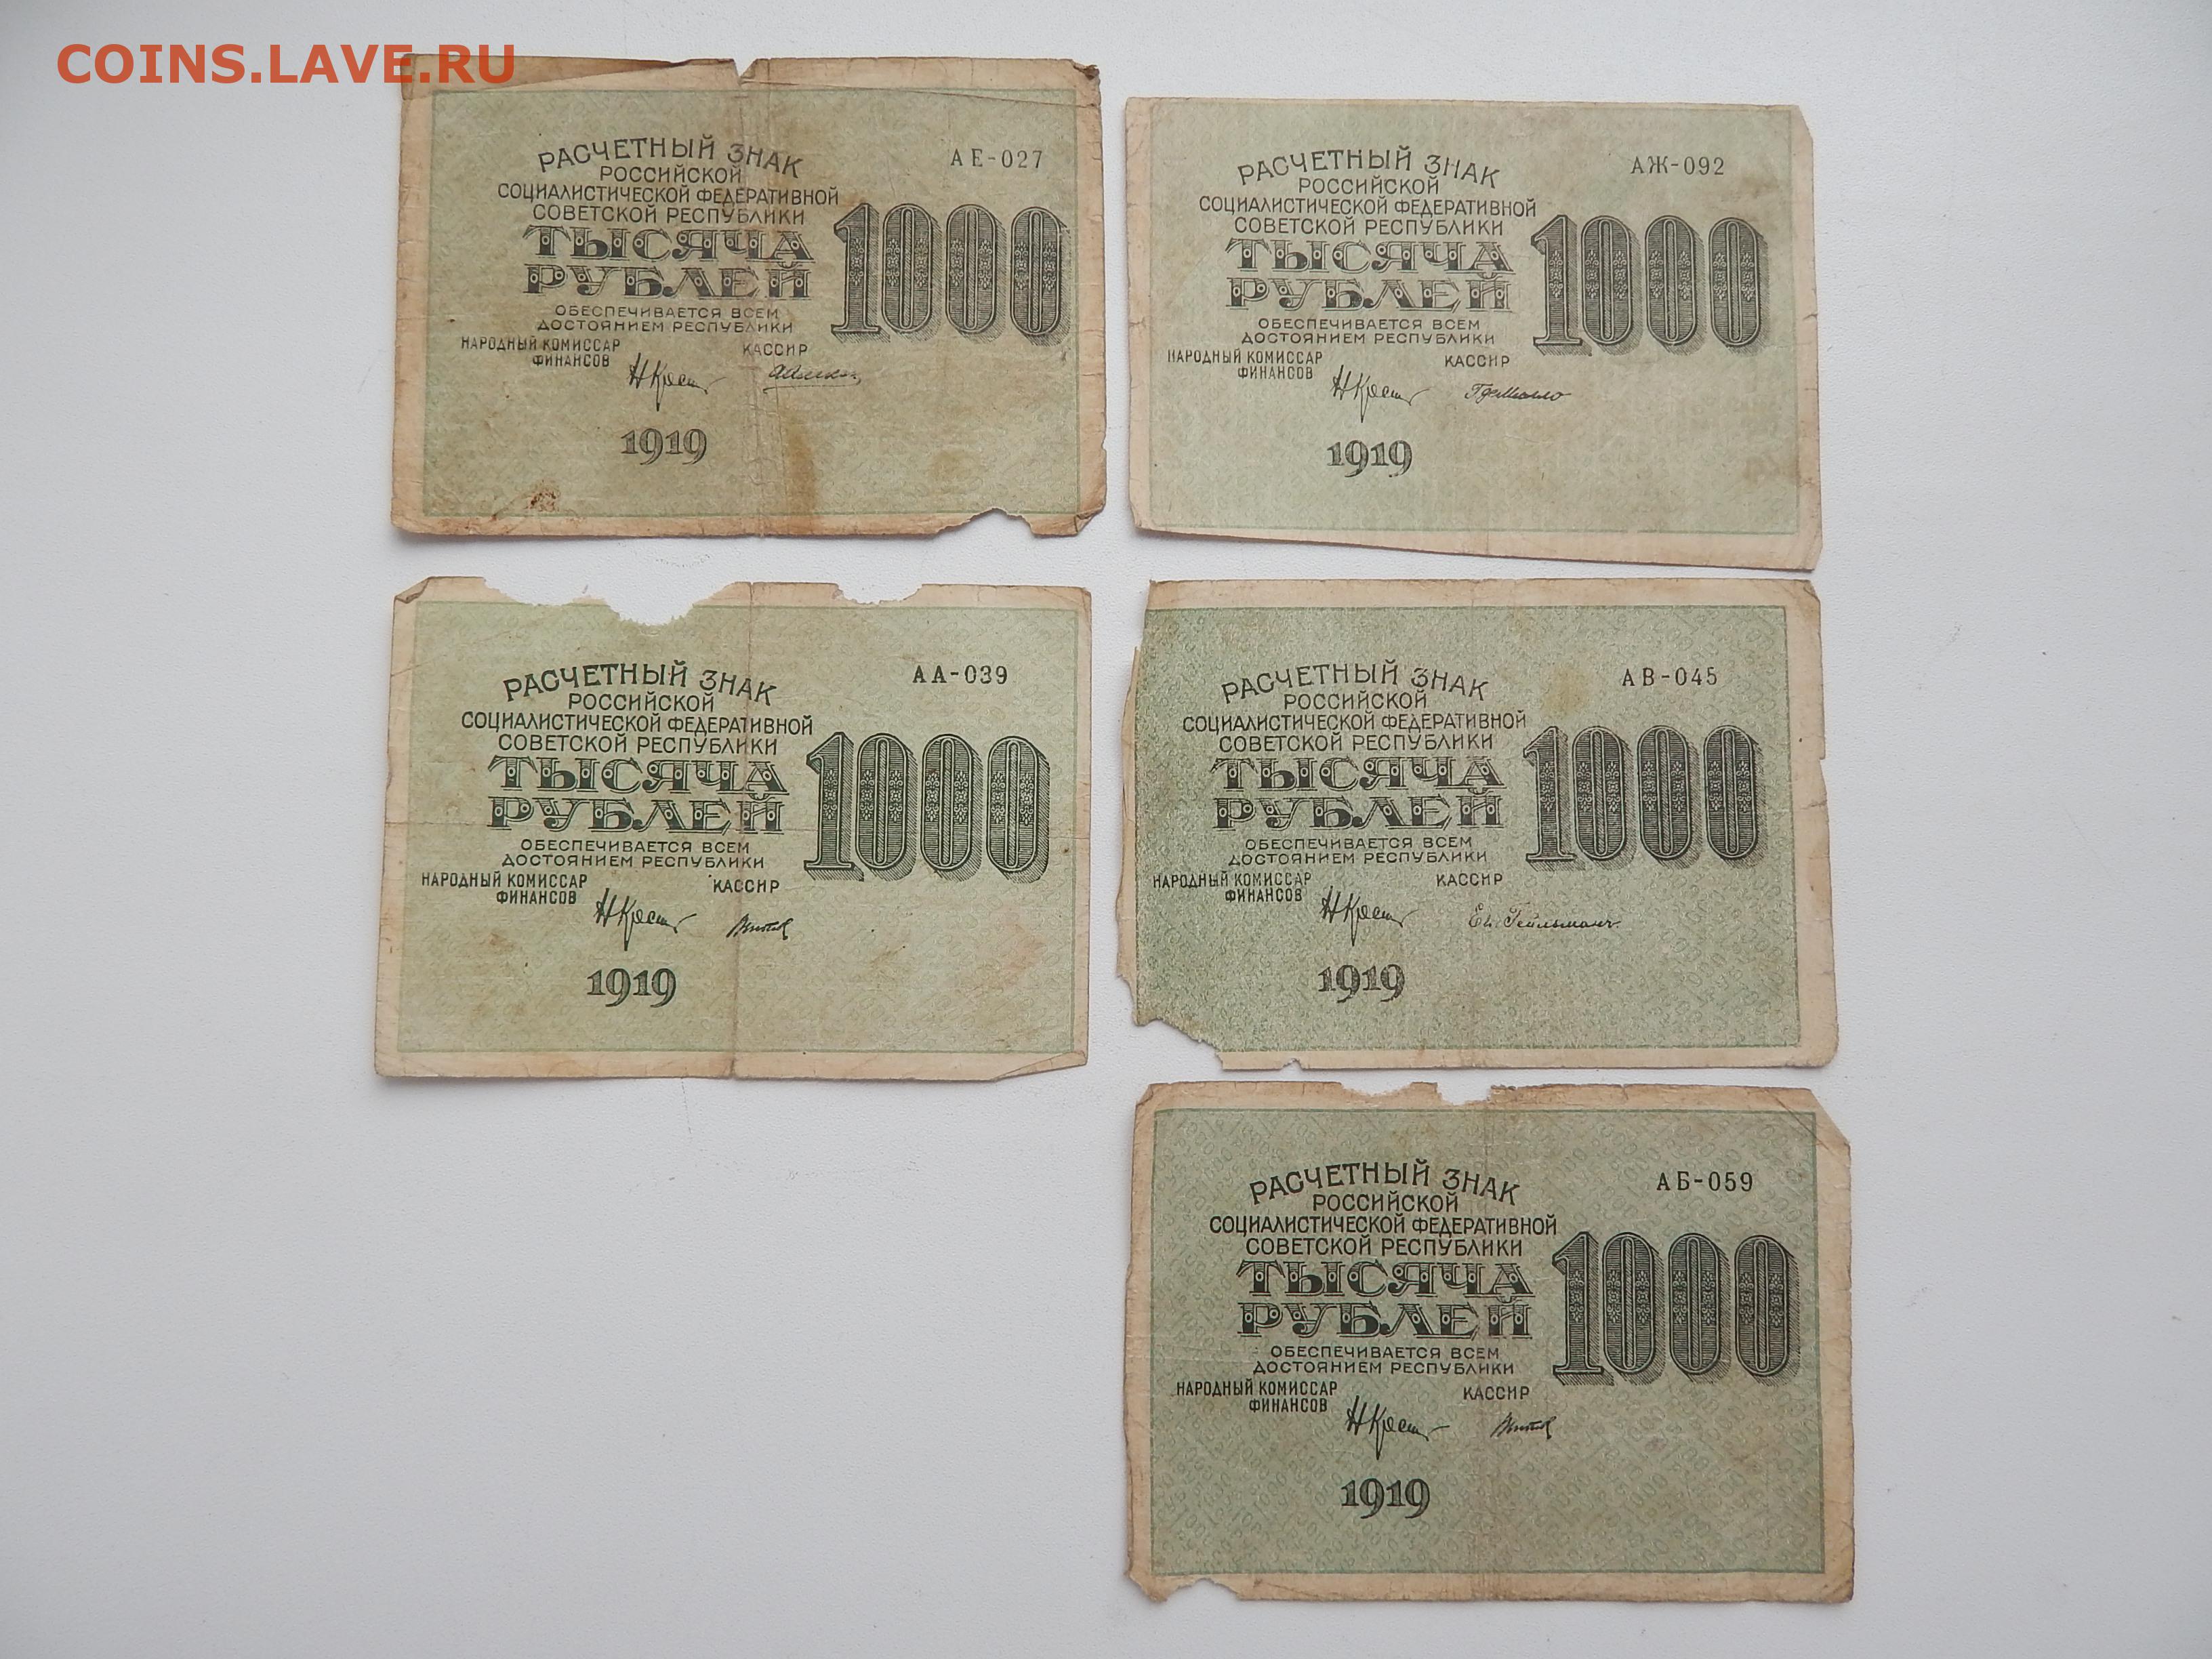 COINS.LAVE.RU
РАСЧЕТНЫЙ ЗНАК
АЕ-027
РОССИЙСКОЙ
СОЦИАЛИСТИЧЕСКОЙ ФЕДЕРАТИВНОЙ
СОВЕТСКОЙ РЕСПУБЛИКИ
ТЫСЯЧА
РУБЛЕЙ
1000
ОБЕСПЕЧИВАЕТСЯ ВСЕМ
ДОСТОЯНИЕМ РЕСПУБЛИКИ
НАРОДНЫЙ КОМИССАР
ФИНАНСОВ
КАССИР
1919
РАСЧЕТНЫЙ ЗНАК
АЖ-092
РОССИЙСКОЙ
СОЦИАЛИСТИЧЕСКОЙ ФЕДЕРАТИВНОЙ
СОВЕТСКОЙ РЕСПУБЛИКИ
ТЫСЯЧА
РУБЛЕЙ
1000
ОБЕСПЕЧИВАЕТСЯ ВСЕМ
ДОСТОЯНИЕМ РЕСПУБЛИКИ
НАРОДНЫЙ КОМИССАР
ФИНАНСОВ
КАССИР
1919
РАСЧЕТНЫЙ ЗНАК
АА-039
РОССИЙСКОЙ
СОЦИАЛИСТИЧЕСКОЙ ФЕДЕРАТИВНОЙ
СОВЕТСКОЙ РЕСПУБЛИКИ
ТЫСЯЧА
РУБЛЕЙ
1000
ОБЕСПЕЧИВАЕТСЯ ВСЕМ
ДОСТОЯНИЕМ РЕСПУБЛИКИ
НАРОДНЫЙ КОМИССАР
ФИНАНСОВ
КАССИР
1919
РАСЧЕТНЫЙ ЗНАК
АВ-045
РОССИЙСКОЙ
СОЦИАЛИСТИЧЕСКОЙ ФЕДЕРАТИВНОЙ
СОВЕТСКОЙ РЕСПУБЛИКИ
ТЫСЯЧА
РУБЛЕЙ
1000
ОБЕСПЕЧИВАЕТСЯ ВСЕМ
ДОСТОЯНИЕМ РЕСПУБЛИКИ
НАРОДНЫЙ КОМИССАР
ФИНАНСОВ
КАССИР
Гейльманъ
1919
РАСЧЕТНЫЙ ЗНАК
АБ-059
РОССИЙСКОЙ
СОЦИАЛИСТИЧЕСКОЙ ФЕДЕРАТИВНОЙ
СОВЕТСКОЙ РЕСПУБЛИКИ
ТЫСЯЧА
РУБЛЕЙ
1000
ОБЕСПЕЧИВАЕТСЯ ВСЕМ
ДОСТОЯНИЕМ РЕСПУБЛИКИ
НАРОДНЫЙ КОМИССАР
ФИНАНСОВ
КАССИР
1919